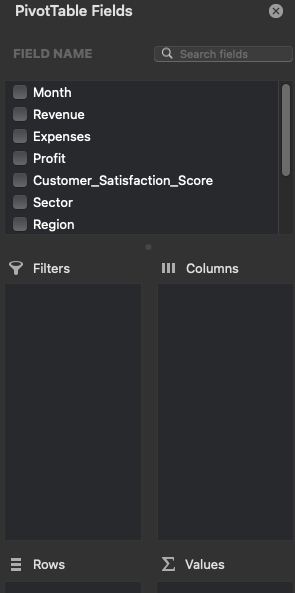 PivotTable Fields
FIELD NAME
Search fields
Month
Revenue
Expenses
Profit
Customer_Satisfaction_Score
Sector
Region
Filters
Columns
Rows
Values